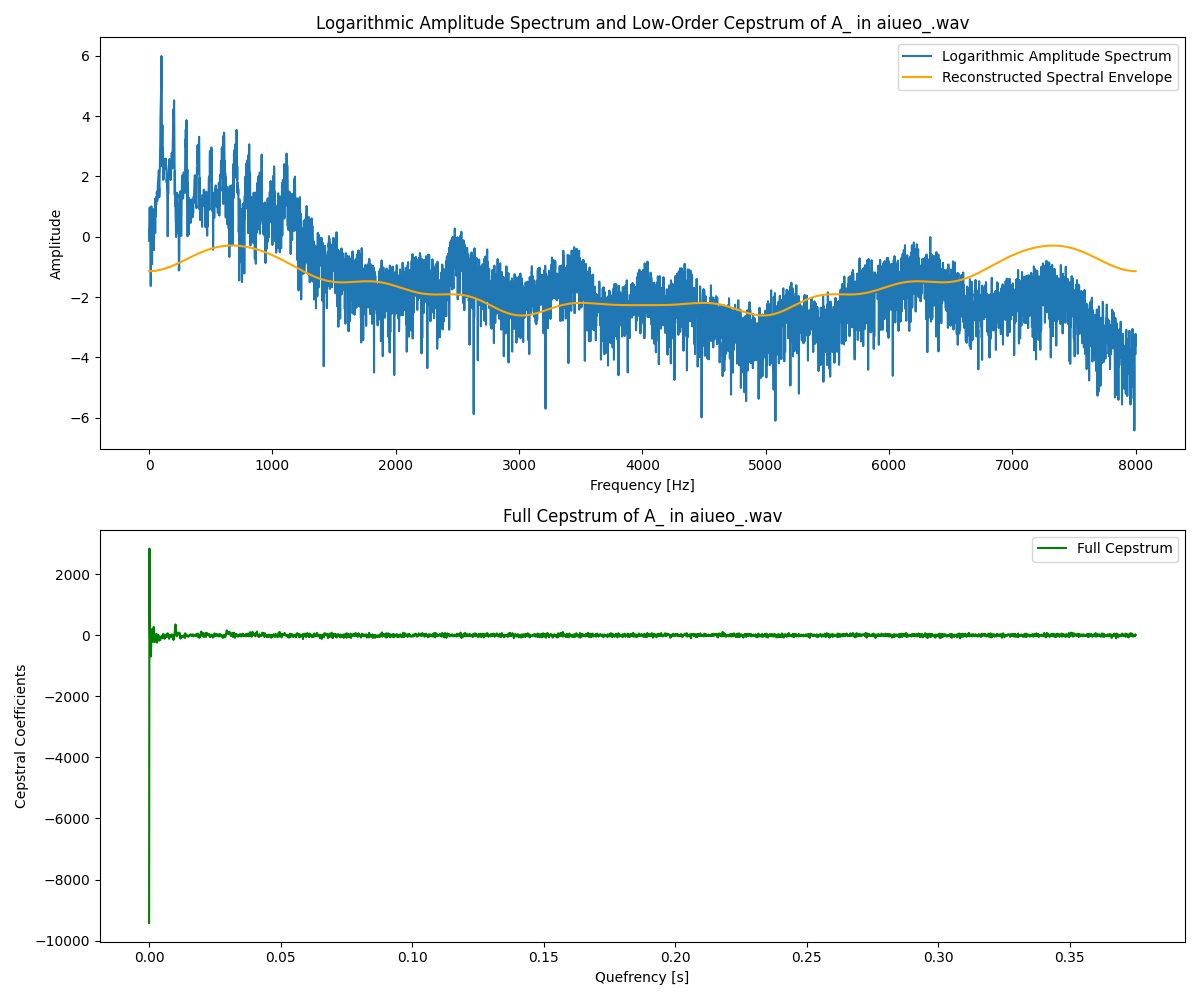 Logarithmic Amplitude Spectrum and Low-Order Cepstrum of A_ in aiueo_.wav
Logarithmic Amplitude Spectrum
Reconstructed Spectral Envelope
Amplitude
6
4
2
0
−2
−4
−6
0 1000 2000 3000 4000 5000 6000 7000 8000
Frequency [Hz]
Full Cepstrum of A_ in aiueo_.wav
Full Cepstrum
Cepstral Coefficients
2000
0
−2000
−4000
−6000
−8000
−10000
0.00 0.05 0.10 0.15 0.20 0.25 0.30 0.35
Quefrency [s]